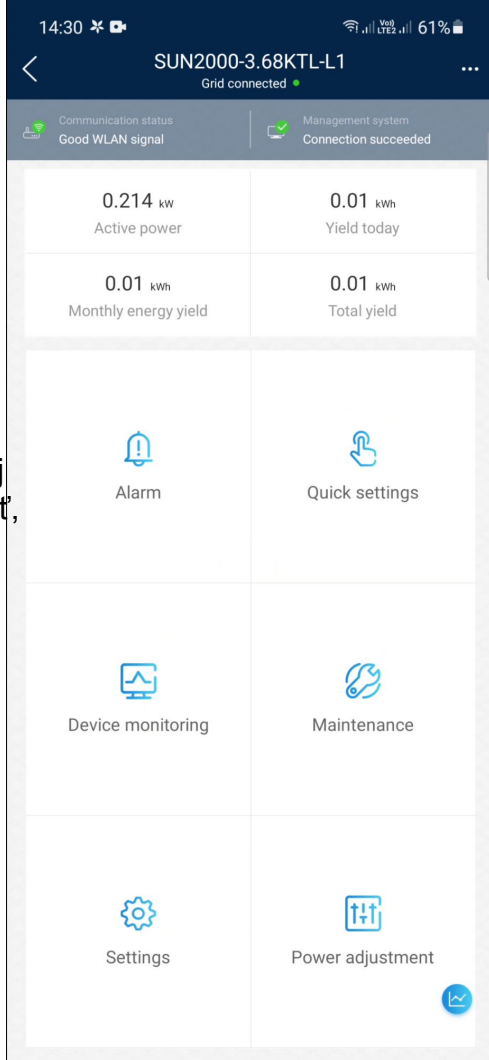 14:30 Vo)) LTE2 61%
SUN2000-3.68KTL-L1
Grid connected
Communication status
Good WLAN signal
Management system
Connection succeeded
0.214 kW
Active power
0.01 kWh
Yield today
0.01 kWh
Monthly energy yield
0.01 kWh
Total yield
Alarm
Quick settings
Device monitoring
Maintenance
Settings
Power adjustment